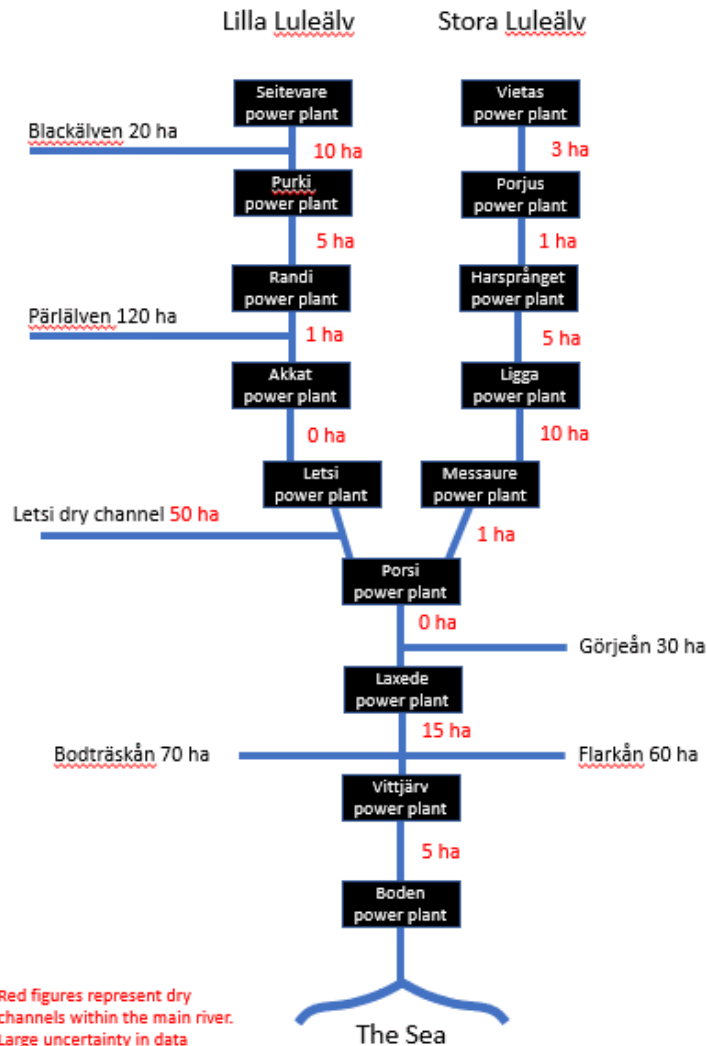 Lilla Luleälv Stora Luleälv
Seitevare
power plant
Vietas
power plant
Blackälven 20 ha
10 ha
3 ha
Purki
power plant
Porjus
power plant
5 ha
1 ha
Randi
power plant
Harsprånget
power plant
Pärlälven 120 ha
1 ha
5 ha
Akkat
power plant
Ligga
power plant
0 ha
10 ha
Letsi
power plant
Messaure
power plant
Letsi dry channel 50 ha
1 ha
Porsi
power plant
0 ha
Görjeån 30 ha
Laxede
power plant
15 ha
Bodträskån 70 ha
Flarkån 60 ha
Vittjärv
power plant
5 ha
Boden
power plant
Red figures represent dry
channels within the main river.
Large uncertainty in data
The Sea